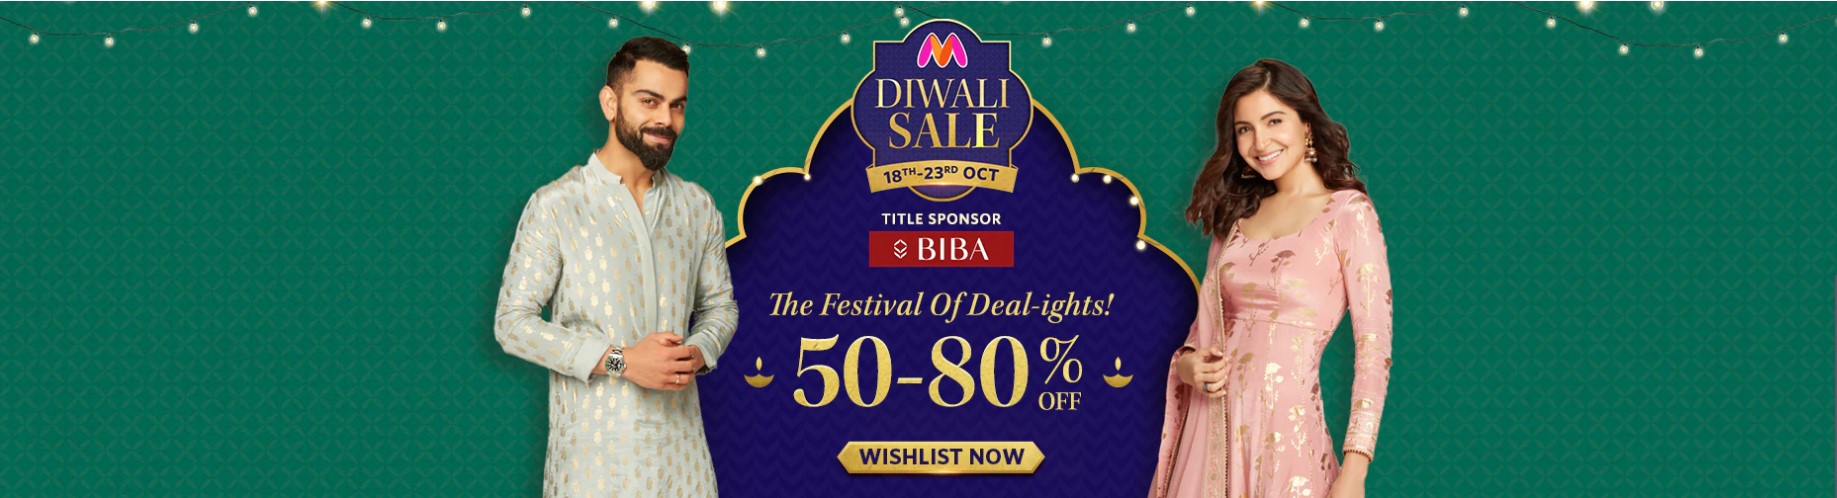 DIWALI
SALE
18TH-23RD OCT
TITLE SPONSOR
BIBA
The Festival Of Deal-ights!
50-80% OFF
WISHLIST NOW